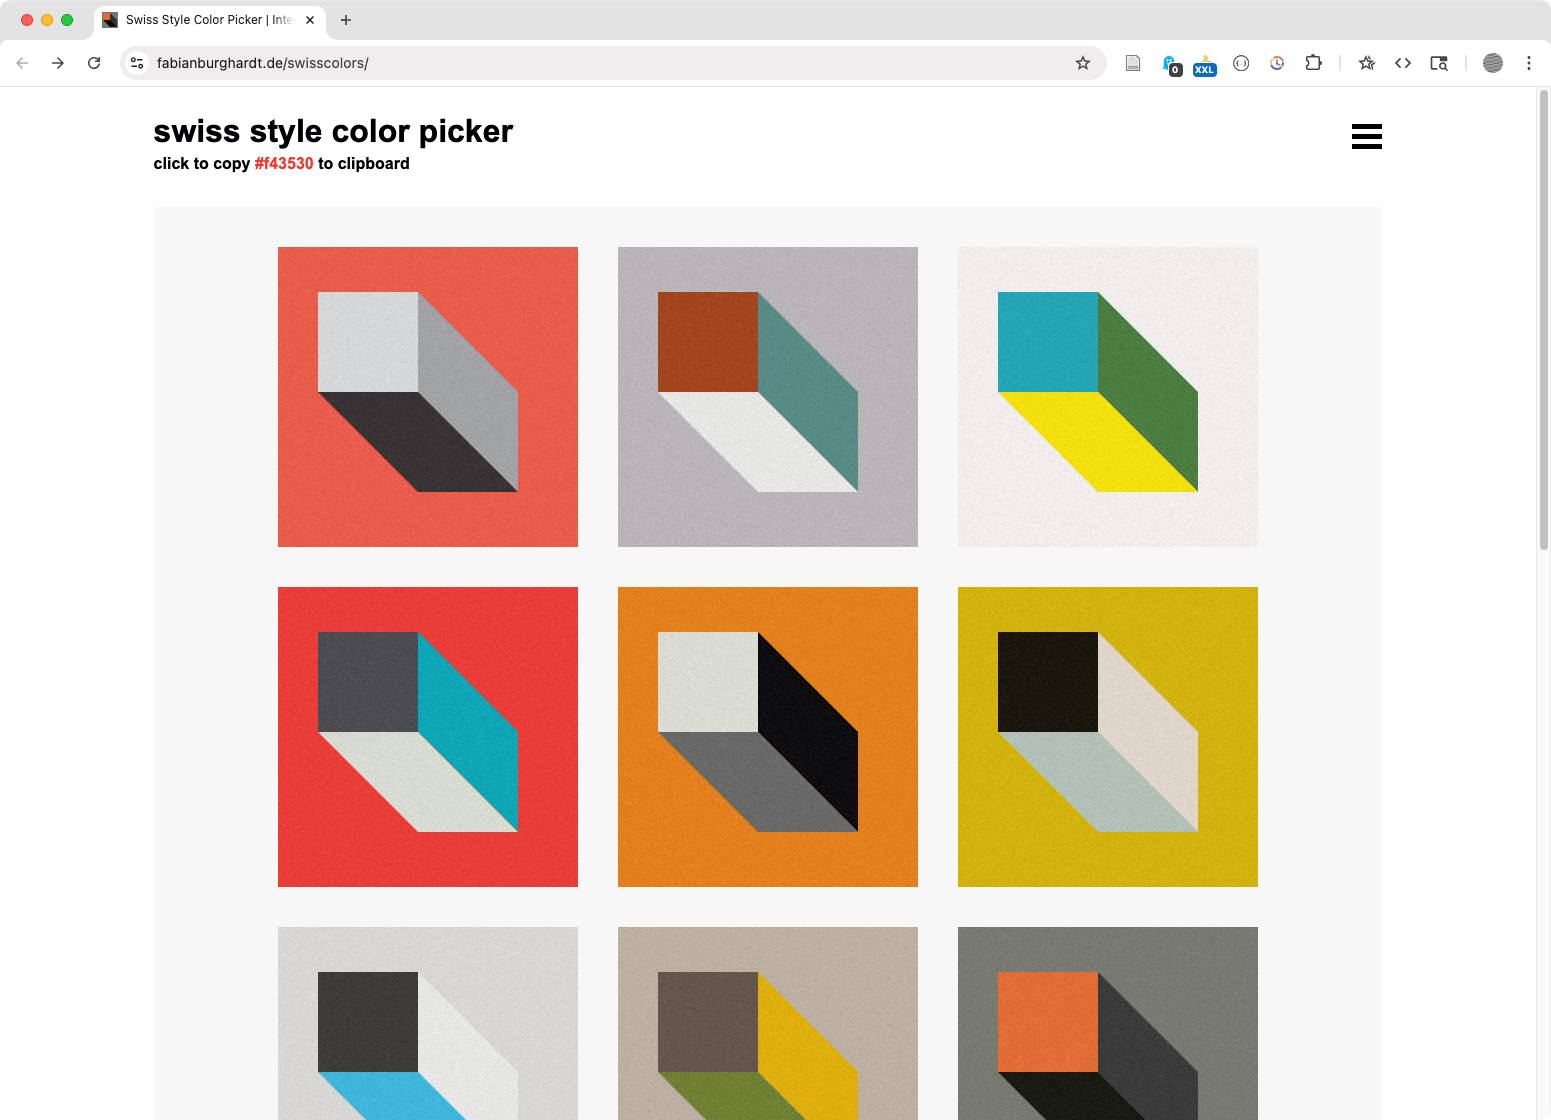 Swiss Style Color Picker | Inte
fabianburghardt.de/swisscolors/
0
XXL
swiss style color picker
click to copy #f43530 to clipboard